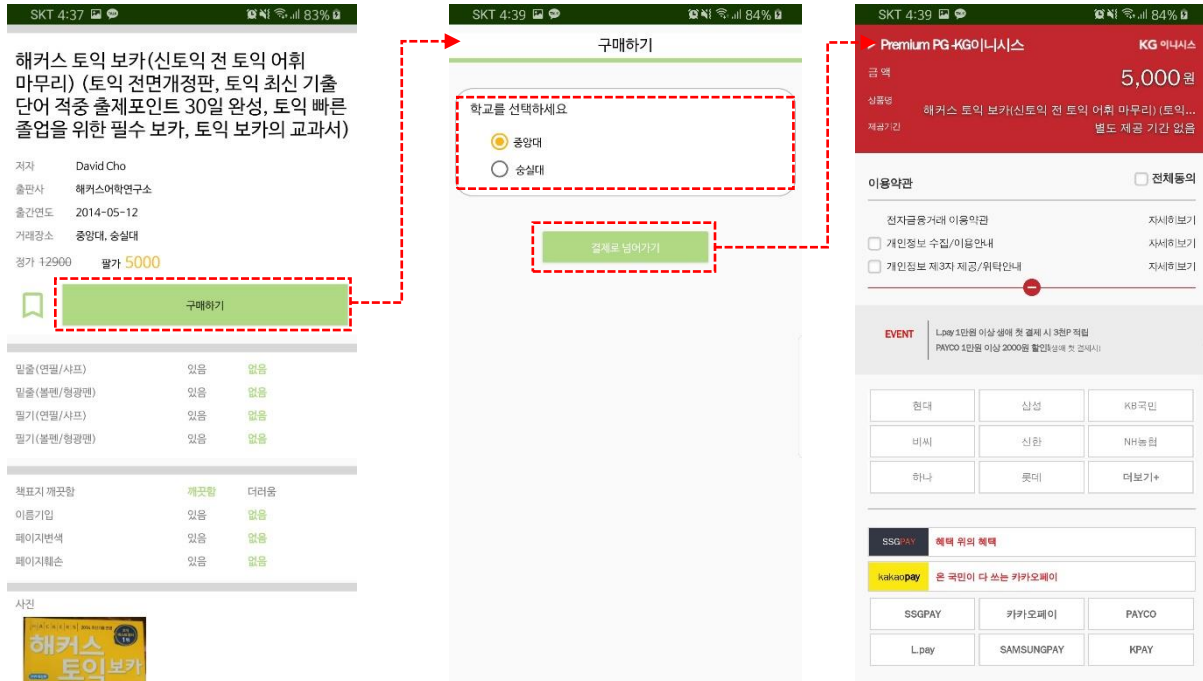 SKT 4:37 83%
해커스 토익 보카(신토익 전 토익 어휘
마무리) (토익 전면개정판, 토익 최신 기출
단어 적중 출제포인트 30일 완성, 토익 빠른
졸업을 위한 필수 보카, 토익 보카의 교과서)
저자 David Cho
출판사 해커스어학연구소
출간연도 2014-05-12
거래장소 중앙대, 숭실대
정가 12900 팔가 5000
구매하기
밑줄(연필/샤프) 있음 없음
밑줄(볼펜/형광펜) 있음 없음
필기(연필/샤프) 있음 없음
필기(볼펜/형광펜) 있음 없음
책표지 깨끗함 깨끗함 더러움
이름기입 있음 없음
페이지변색 있음 없음
페이지훼손 있음 없음
사진
해커스
토익 보카
SKT 4:39 84%
구매하기
학교를 선택하세요
중앙대
숭실대
결제로 넘어가기
SKT 4:39 84%
Premium PG -KG이니시스 KG 이니시스
금 액 5,000 원
상품명 해커스 토익 보카(신토익 전 토익 어휘 마무리) (토익...
제공기간 별도 제공 기간 없음
이용약관 전체동의
전자금융거래 이용약관 자세히보기
개인정보 수집/이용안내 자세히보기
개인정보 제3자 제공/위탁안내 자세히보기
EVENT L.pay 1만원 이상 생애 첫 결제 시 3천P 적립
PAYCO 1만원 이상 2000원 할인(생애 첫 결제시)
현대 삼성 KB국민
비씨 신한 NH농협
하나 롯데 더보기+
SSGPAY 혜택 위의 혜택
kakaopay 온 국민이 다 쓰는 카카오페이
SSGPAY 카카오페이 PAYCO
L.pay SAMSUNGPAY KPAY